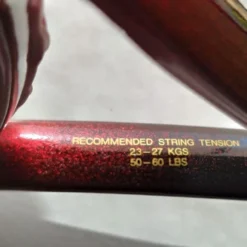 RECOMMENDED STRING TENSION
23-27 KGS
50-60 LBS